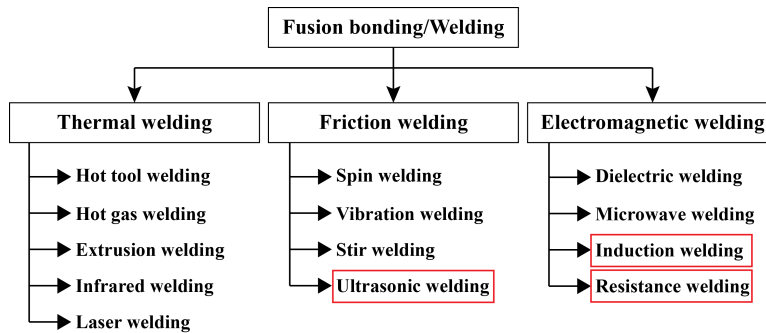 Fusion bonding/Welding
Thermal welding
Hot tool welding
Hot gas welding
Extrusion welding
Infrared welding
Laser welding
Friction welding
Spin welding
Vibration welding
Stir welding
Ultrasonic welding
Electromagnetic welding
Dielectric welding
Microwave welding
Induction welding
Resistance welding